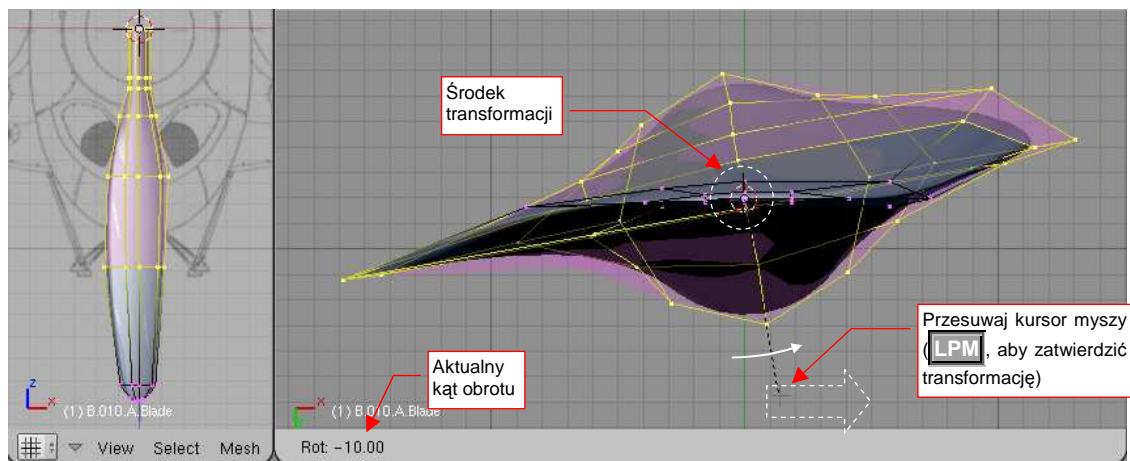 Środek
transformacji
Przesuwaj kursor myszy
(LPM, aby zatwierdzić
transformację)
Aktualny
kąt obrotu
z
x
(1) B.010.A.Blade
x
(1) B.010.A.Blade
View Select Mesh
Rot: -10.00